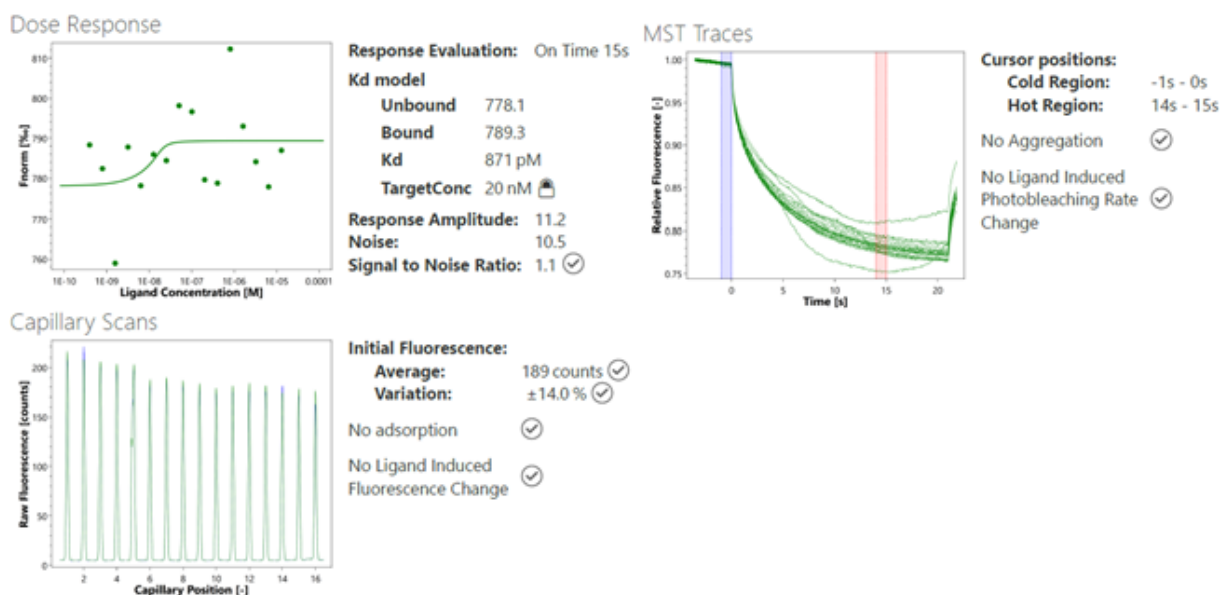 Dose Response
Fnorm [‰]
810
800
790
780
770
760
1E-10 1E-09 1E-08 1E-07 1E-06 1E-05 0.0001
Ligand Concentration [M]
Response Evaluation: On Time 15s
Kd model
Unbound 778.1
Bound 789.3
Kd 871 pM
TargetConc 20 nM
Response Amplitude: 11.2
Noise: 10.5
Signal to Noise Ratio: 1.1
MST Traces
Relative Fluorescence [-]
1.00
0.95
0.90
0.85
0.80
0.75
0 5 10 15 20
Time [s]
Cursor positions:
Cold Region: -1s - 0s
Hot Region: 14s - 15s
No Aggregation
No Ligand Induced
Photobleaching Rate
Change
Capillary Scans
Raw Fluorescence [counts]
200
150
100
50
0
2 4 6 8 10 12 14 16
Capillary Position [-]
Initial Fluorescence:
Average: 189 counts
Variation: ±14.0 %
No adsorption
No Ligand Induced
Fluorescence Change